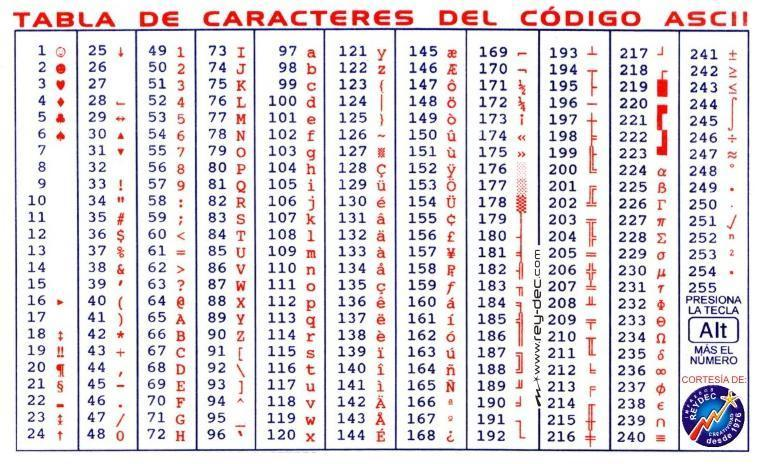 TABLA DE CARACTERES DEL CÓDIGO ASCII
1 ☺ 25 ↓ 49 1 73 I 97 a 121 y 145 æ 169 ⌐ 193 ┴ 217 ┘ 241 ±
2 ☻ 26 50 2 74 J 98 b 122 z 146 Æ 170 ¬ 194 ┬ 218 ┌ 242 ≥
3 ♥ 51 3 75 K 99 c 123 { 147 ô 171 ½ 195 ├ 219 █ 243 ≤
4 ♦ 28 ∟ 52 4 76 L 100 d 124 | 148 ö 172 ¼ 196 ─ 220 ▄ 244 ⌠
5 ♣ 29 ↔ 53 5 77 M 101 e 125 } 149 ò 173 ¡ 197 ┼ 221 ▌ 245 ⌡
6 ♠ 30 ▲ 54 6 78 N 102 f 126 ~ 150 û 174 « 198 ╞ 222 ▐ 246 ÷
7 31 ▼ 55 7 79 O 103 g 127 151 ù 175 » 199 ╟ 223 ▀ 247 ≈
8 32 56 8 80 P 104 h 128 Ç 152 ÿ 176 ░ 200 ╚ 224 α 248 °
9 33 ! 57 9 81 Q 105 i 129 ü 153 Ö 177 ▒ 201 ╔ 225 ß 249 ∙
10 34 " 58 : 82 R 106 j 130 é 154 Ü 178 ▓ 202 ╩ 226 Γ 250 ·
11 35 # 59 ; 83 S 107 k 131 â 155 ¢ 179 │ 203 ╦ 227 π 251 √
12 36 $ 60 < 84 T 108 l 132 ä 156 £ 180 ┤ 204 ╠ 228 Σ 252 ⁿ
13 37 % 61 = 85 U 109 m 133 à 157 ¥ 181 ╡ 205 ═ 229 σ 253 ²
14 38 & 62 > 86 V 110 n 134 å 158 ₧ 182 ╢ 206 ╬ 230 µ 254 ▪
15 39 ' 63 ? 87 W 111 o 135 ç 159 ƒ 183 ╖ 207 ╧ 231 τ 255
16 ► 40 ( 64 @ 88 X 112 p 136 ê 160 á 184 ╕ 208 ╨ 232 Φ PRESIONA
17 41 ) 65 A 89 Y 113 q 137 ë 161 í 185 ╣ 209 ╤ 233 Θ LA TECLA
18 ↕ 42 * 66 B 90 Z 114 r 138 è 162 ó 186 ║ 210 ╥ 234 Ω Alt
19 ‼ 43 + 67 C 91 [ 115 s 139 ï 163 ú 187 ╗ 211 ╙ 235 δ MÁS EL
20 ¶ 44 , 68 D 92 \ 116 t 140 î 164 ñ 188 ╝ 212 ╘ 236 ∞ NÚMERO
21 § 45 - 69 E 93 ] 117 u 141 ì 165 Ñ 189 ╜ 213 ╒ 237 φ CORTESÍA DE:
22 ▬ 46 . 70 F 94 ^ 118 v 142 Ä 166 ª 190 ╛ 214 ╓ 238 ε
23 ↨ 47 / 71 G 95 _ 119 w 143 Å 167 º 191 ┐ 215 ╫ 239 ∩
24 ↑ 48 0 72 H 96 ` 120 x 144 É 168 ¿ 192 └ 216 ╪ 240 ≡
www.rey-dec.com
IMPRESOS
REYDEC
CREATIVIDAD
desde 1976